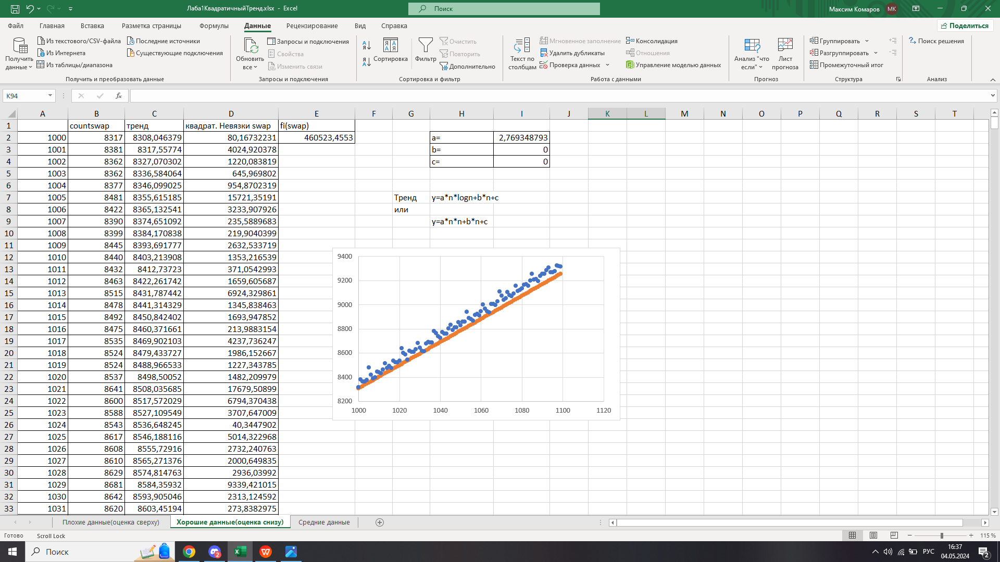 Лаба1КвадратичныйТренд.xlsx - Excel
Поиск
Максим Комаров МК
Файл Главная Вставка Разметка страницы Формулы Данные Рецензирование Вид Справка
Поделиться
Получить данные
Из текстового/CSV-файла
Из Интернета
Из таблицы/диапазона
Последние источники
Существующие подключения
Получить и преобразовать данные
Обновить все
Запросы и подключения
Свойства
Изменить связи
Запросы и подключения
Сортировка
Фильтр
Очистить
Повторить
Дополнительно
Сортировка и фильтр
Текст по столбцам
Мгновенное заполнение
Удалить дубликаты
Проверка данных
Консолидация
Отношения
Управление моделью данных
Работа с данными
Анализ "что если"
Лист прогноза
Прогноз
Группировать
Разгруппировать
Промежуточный итог
Структура
Поиск решения
Анализ
K94
fx
A B C D E F G H I J K L M N O P Q R S T
1 countswap тренд квадрат. Невязки swap fi(swap)
2 1000 8317 8308,046379 80,16732231 460523,4553 a= 2,769348793
3 1001 8381 8317,55774 4024,920378 b= 0
4 1002 8362 8327,070302 1220,083819 c= 0
5 1003 8362 8336,584064 645,969802
6 1004 8377 8346,099025 954,8702319
7 1005 8481 8355,615185 15721,35191 Тренд y=a*n*logn+b*n+c
8 1006 8422 8365,132541 3233,907926 или
9 1007 8390 8374,651092 235,5889683 y=a*n*n+b*n+c
10 1008 8399 8384,170838 219,9040399
11 1009 8445 8393,691777 2632,533719
12 1010 8440 8403,213908 1353,216539
13 1011 8432 8412,73723 371,0542993
14 1012 8463 8422,261742 1659,605687
15 1013 8515 8431,787442 6924,329861
16 1014 8478 8441,314329 1345,838463
17 1015 8492 8450,842402 1693,947852
18 1016 8475 8460,371661 213,9883154
19 1017 8535 8469,902103 4237,736247
20 1018 8524 8479,433727 1986,152667
21 1019 8524 8488,966533 1227,343785
22 1020 8537 8498,50052 1482,209979
23 1021 8641 8508,035685 17679,50899
24 1022 8600 8517,572029 6794,370438
25 1023 8588 8527,109549 3707,647009
26 1024 8543 8536,648245 40,3447902
27 1025 8617 8546,188116 5014,322968
28 1026 8608 8555,72916 2732,240763
29 1027 8610 8565,271376 2000,649835
30 1028 8629 8574,814763 2936,03992
31 1029 8681 8584,35932 9339,421015
32 1030 8642 8593,905046 2313,124592
33 1031 8620 8603,45194 273,8382975
9400
9200
9000
8800
8600
8400
8200
1000 1020 1040 1060 1080 1100 1120
Плохие данные(оценка сверху) Хорошие данные(оценка снизу) Средние данные
Готово Scroll Lock
115 %
Поиск
2
РУС
16:37
04.05.2024
2